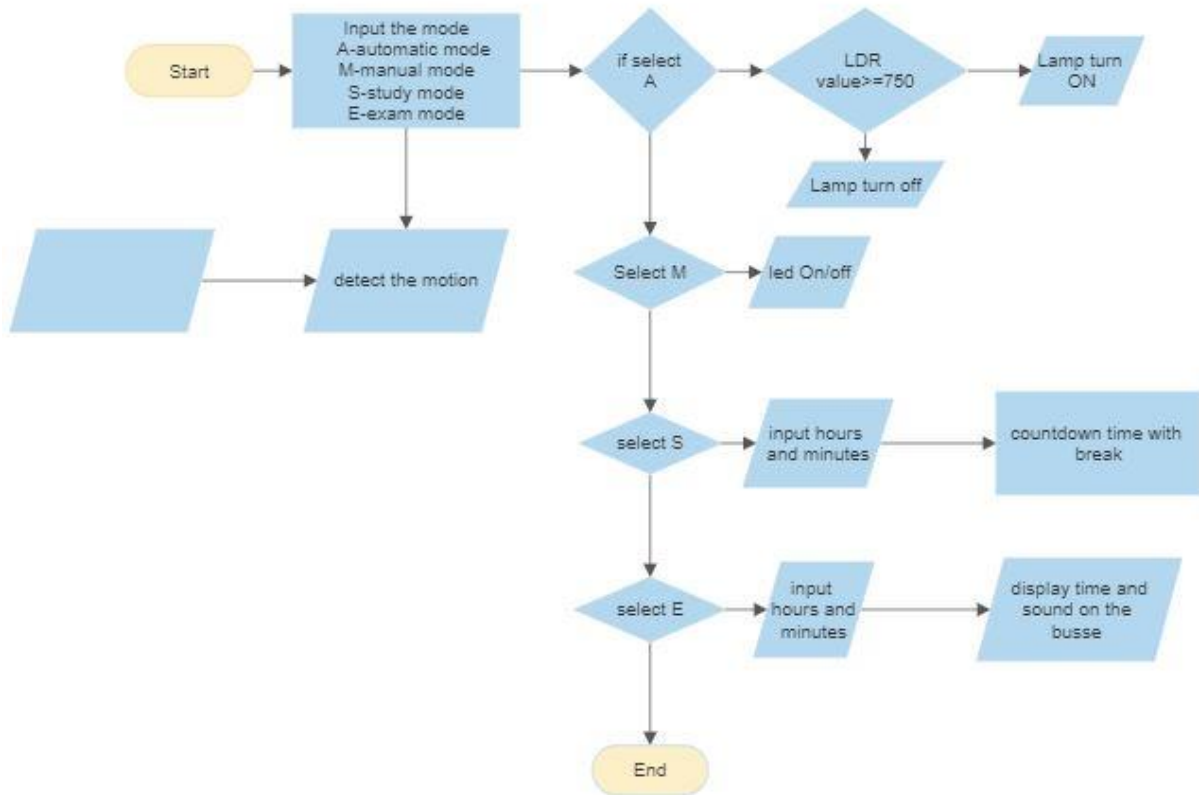 Start
Input the mode
A-automatic mode
M-manual mode
S-study mode
E-exam mode
if select
A
LDR
value>=750
Lamp turn
ON
Lamp turn off
detect the motion
Select M
led On/off
select S
input hours
and minutes
countdown time with
break
select E
input
hours and
minutes
display time and
sound on the
busse
End